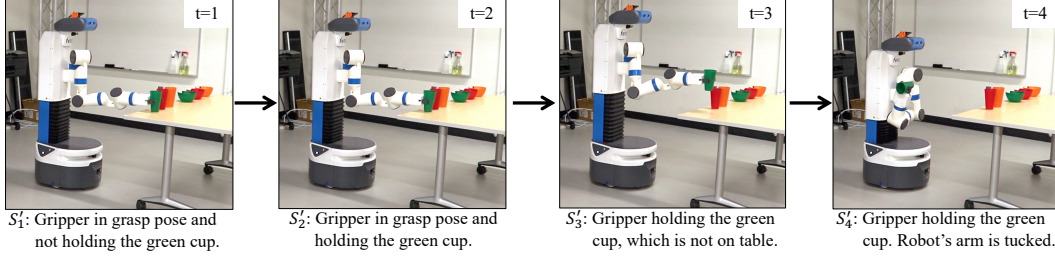 t=1
t=2
t=3
t=4
S′₁: Gripper in grasp pose and
not holding the green cup.
S′₂: Gripper in grasp pose and
holding the green cup.
S′₃: Gripper holding the green
cup, which is not on table.
S′₄: Gripper holding the green
cup. Robot's arm is tucked.